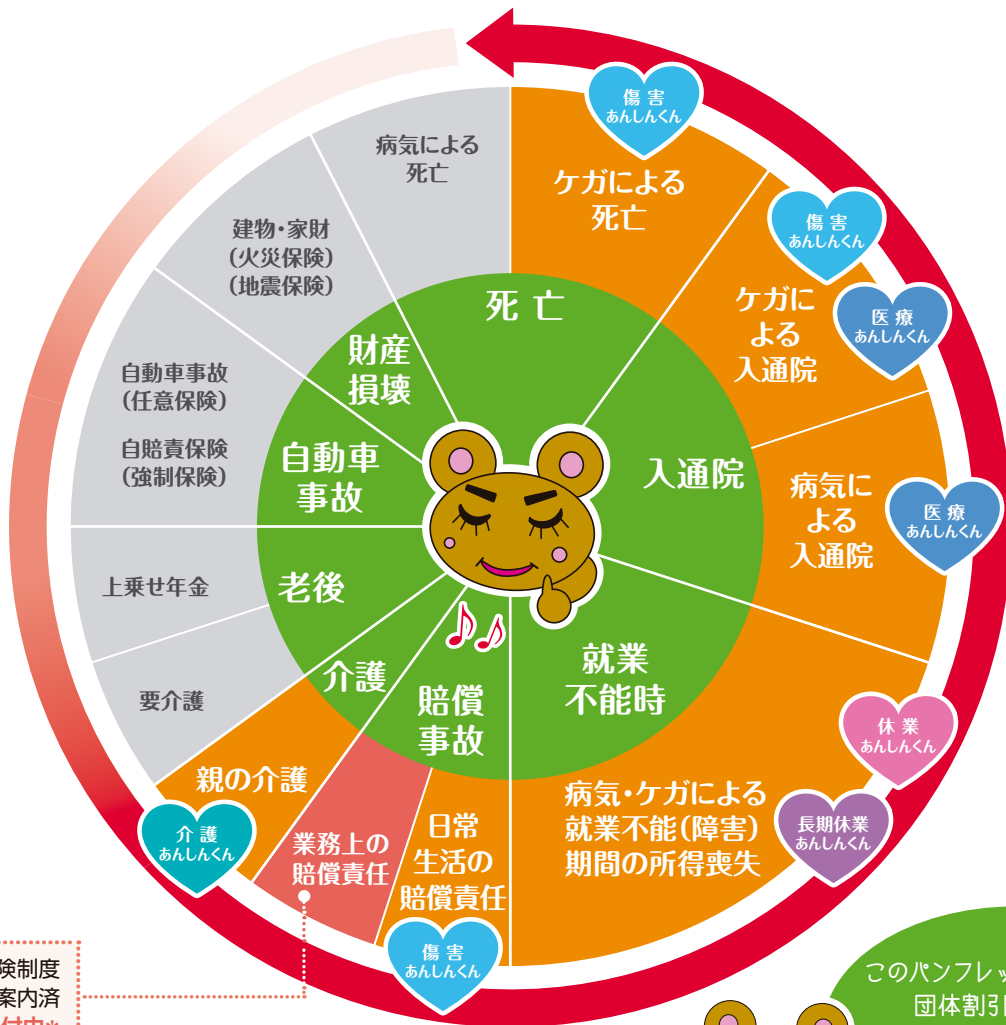 傷害
あんしんくん
ケガによる
死亡
傷害
あんしんくん
ケガに
よる
入通院
医療
あんしんくん
病気に
よる
入通院
医療
あんしんくん
病気・ケガによる
就業不能(障害)
期間の所得喪失
休業
あんしんくん
長期休業
あんしんくん
日常
生活の
賠償責任
傷害
あんしんくん
業務上の
賠償責任
親の介護
介護
あんしんくん
要介護
上乗せ年金
自動車事故
(任意保険)
自賠責保険
(強制保険)
建物・家財
(火災保険)
(地震保険)
病気による
死亡
死亡
入通院
就業
不能時
賠償
事故
介護
老後
自動車
事故
財産
損壊
険制度
案内済
付中*
このパンフレッ
団体割引